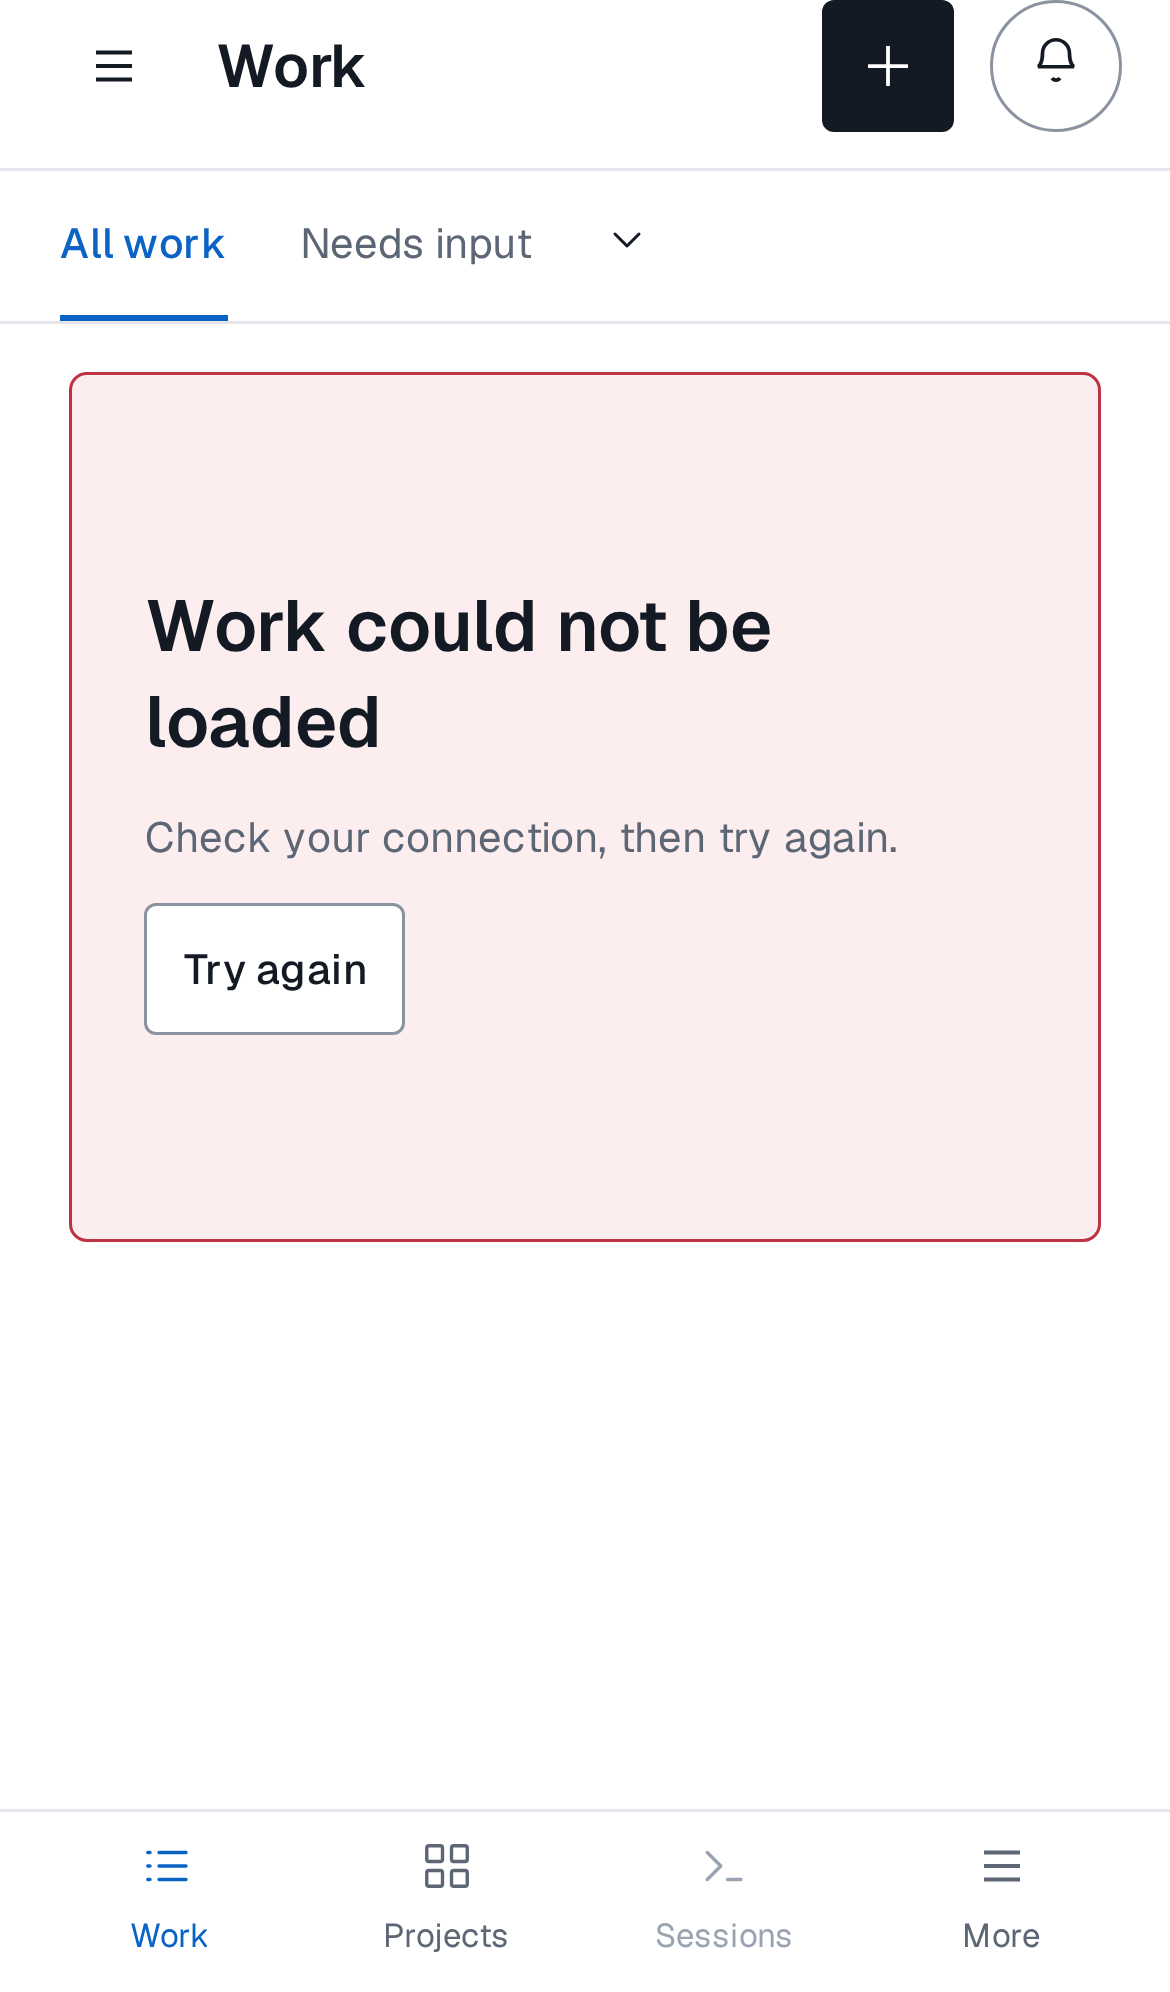 Work
All work
Needs input
Work could not be
loaded
Check your connection, then try again.
Try again
Work
Projects
Sessions
More